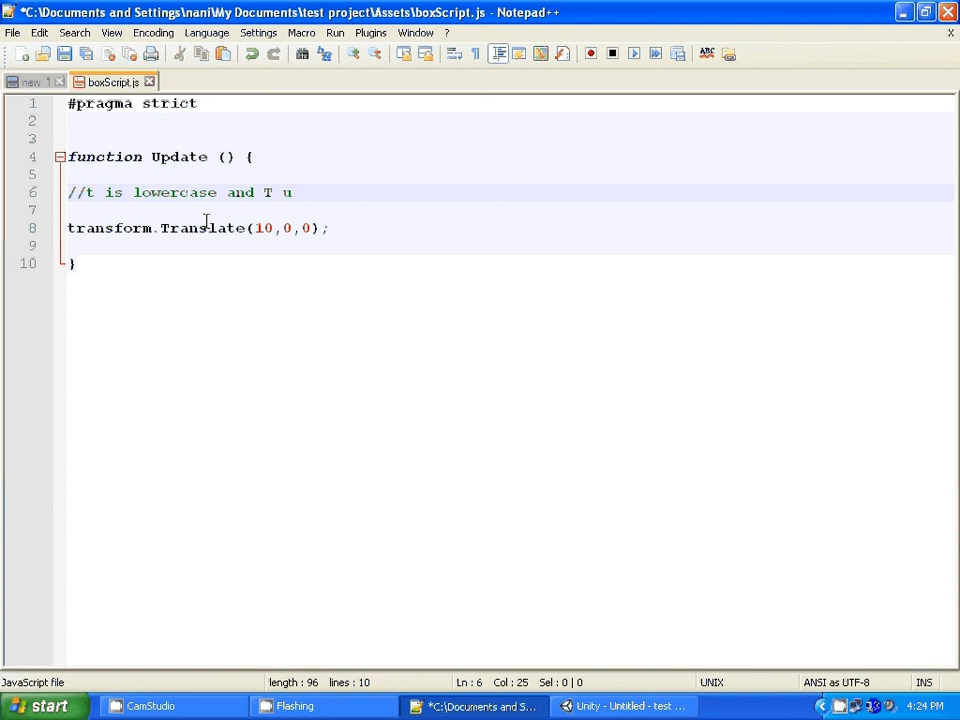 *C:\Documents and Settings\nani\My Documents\test project\Assets\boxScript.js - Notepad++
File Edit Search View Encoding Language Settings Macro Run Plugins Window ? X
new 1 boxScript.js
1 #pragma strict
2
3
4 function Update () {
5
6 //t is lowercase and T u
7
8 transform.Translate(10,0,0);
9
10 }
JavaScript file length : 96 lines : 10 Ln : 6 Col : 25 Sel : 0 | 0 UNIX ANSI as UTF-8 INS
start CamStudio Flashing *C:\Documents and S... Unity - Untitled - test ... 4:24 PM